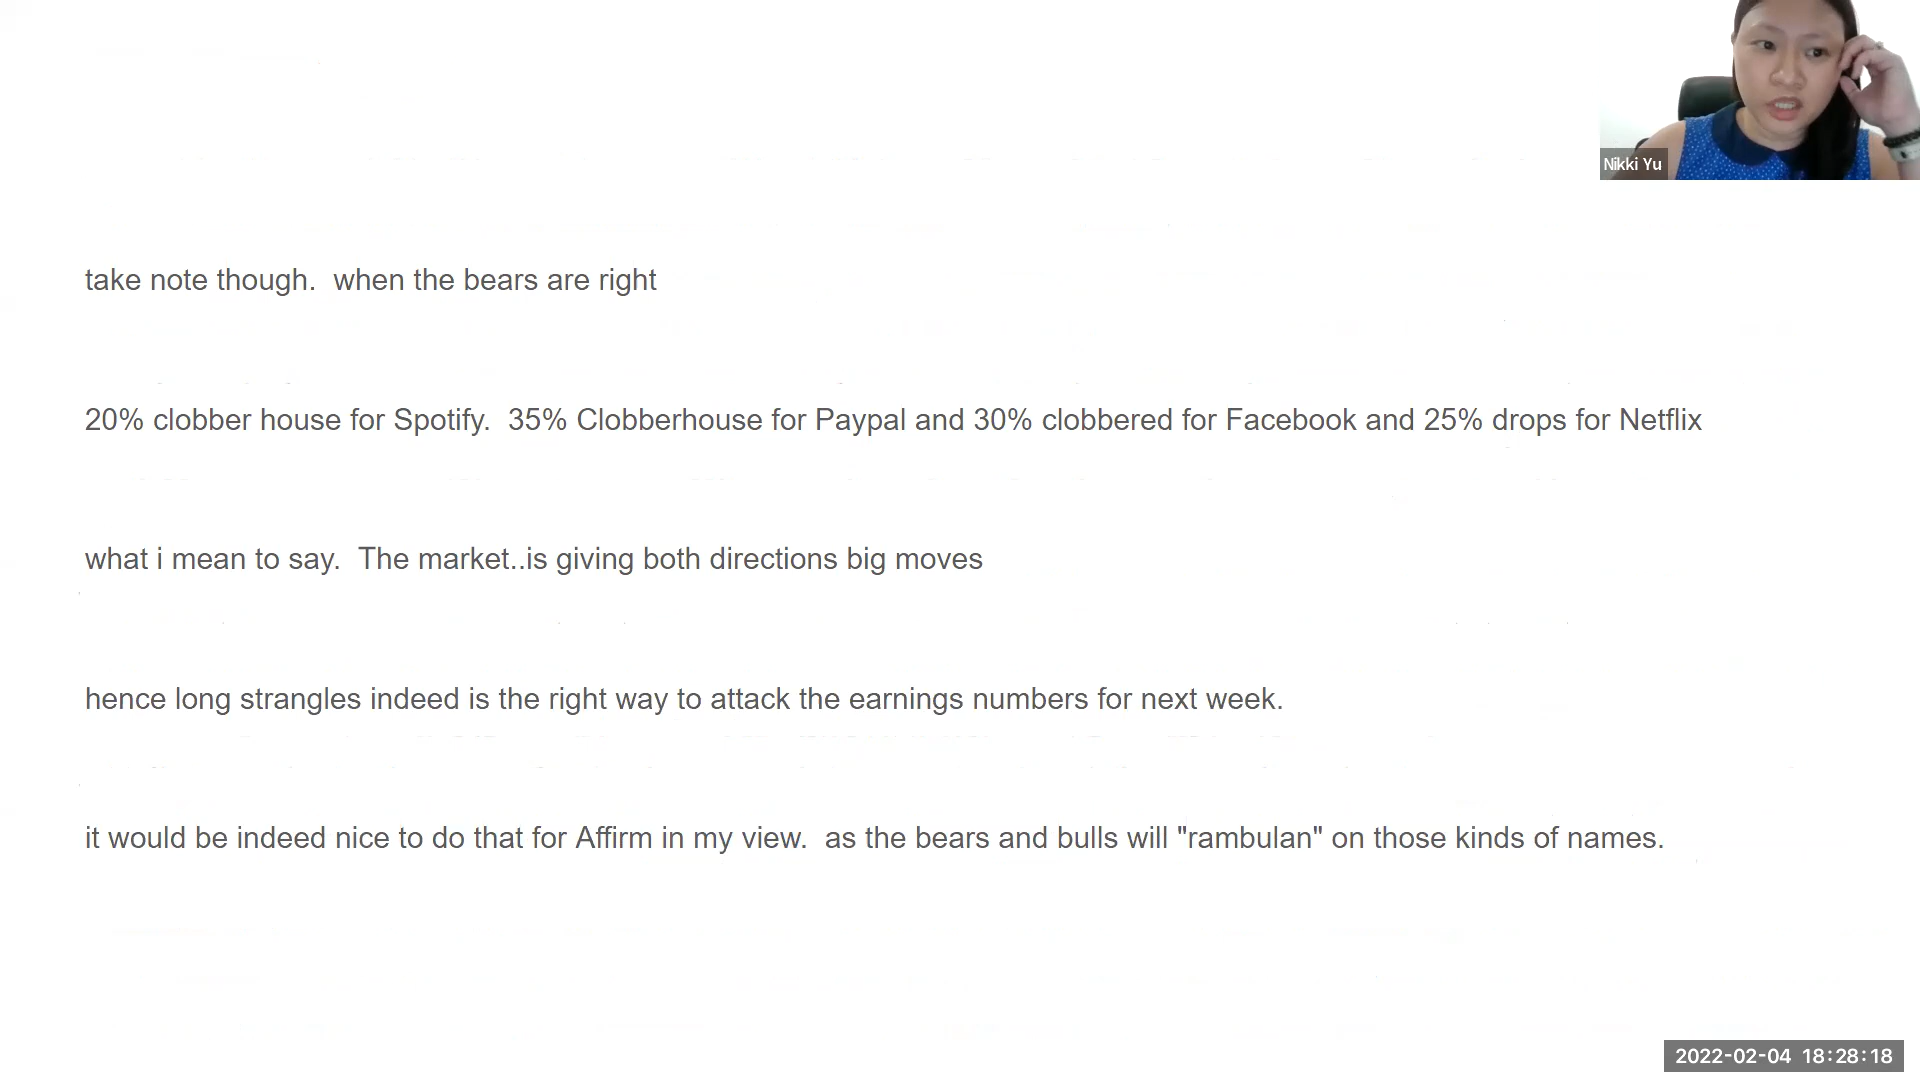 Nikki Yu
take note though.  when the bears are right
20% clobber house for Spotify.  35% Clobberhouse for Paypal and 30% clobbered for Facebook and 25% drops for Netflix
what i mean to say.  The market..is giving both directions big moves
hence long strangles indeed is the right way to attack the earnings numbers for next week.
it would be indeed nice to do that for Affirm in my view.  as the bears and bulls will "rambulan" on those kinds of names.
2022-02-04 18:28:18